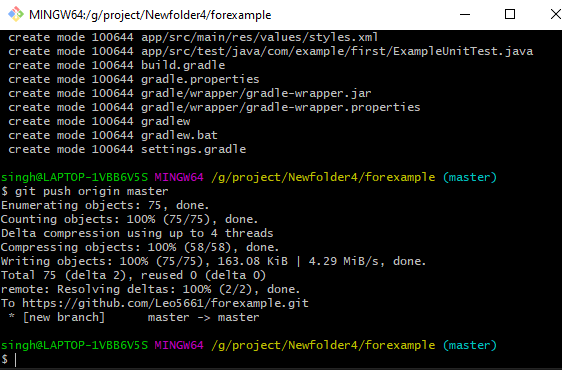 MINGW64:/g/project/Newfolder4/forexample
create mode 100644 app/src/main/res/values/styles.xml
create mode 100644 app/src/test/java/com/example/first/ExampleUnitTest.java
create mode 100644 build.gradle
create mode 100644 gradle.properties
create mode 100644 gradle/wrapper/gradle-wrapper.jar
create mode 100644 gradle/wrapper/gradle-wrapper.properties
create mode 100644 gradlew
create mode 100644 gradlew.bat
create mode 100644 settings.gradle
singh@LAPTOP-1VBB6V5S MINGW64 /g/project/Newfolder4/forexample (master)
$ git push origin master
Enumerating objects: 75, done.
Counting objects: 100% (75/75), done.
Delta compression using up to 4 threads
Compressing objects: 100% (58/58), done.
Writing objects: 100% (75/75), 163.08 KiB | 4.29 MiB/s, done.
Total 75 (delta 2), reused 0 (delta 0)
remote: Resolving deltas: 100% (2/2), done.
To https://github.com/Leo5661/forexample.git
* [new branch]      master -> master
singh@LAPTOP-1VBB6V5S MINGW64 /g/project/Newfolder4/forexample (master)
$